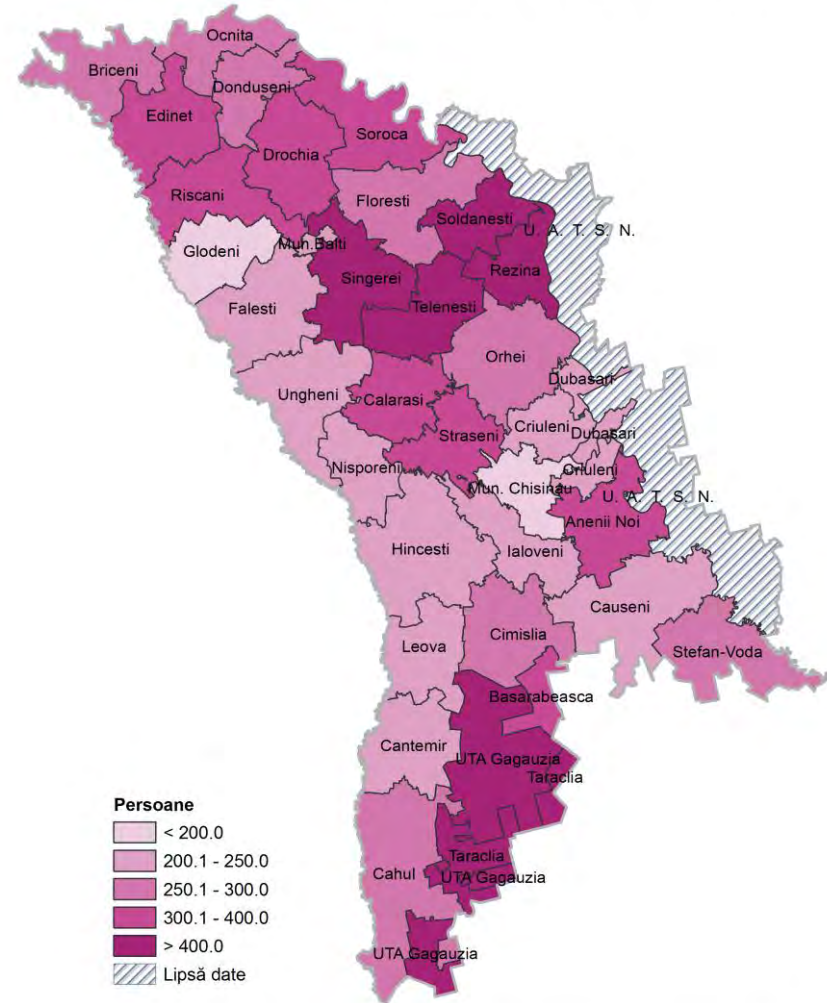 Ocnita
Briceni
Donduseni
Edinet
Soroca
Drochia
Riscani
Floresti
Soldanesti
U. A. T. S. N.
Glodeni
Mun.Balti
Singerei
Rezina
Telenesti
Falesti
Orhei
Dubasari
Ungheni
Calarasi
Criuleni
Dubasari
Straseni
Nisporeni
Criuleni
Mun. Chisinau
U. A. T. S. N.
Anenii Noi
Hincesti
Ialoveni
Causeni
Cimislia
Leova
Stefan-Voda
Basarabeasca
Cantemir
UTA Gagauzia
Taraclia
Taraclia
Cahul
UTA Gagauzia
UTA Gagauzia
Persoane
< 200.0
200.1 - 250.0
250.1 - 300.0
300.1 - 400.0
> 400.0
Lipsă date